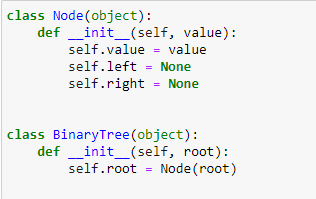 class Node(object):
    def __init__(self, value):
        self.value = value
        self.left = None
        self.right = None
class BinaryTree(object):
    def __init__(self, root):
        self.root = Node(root)